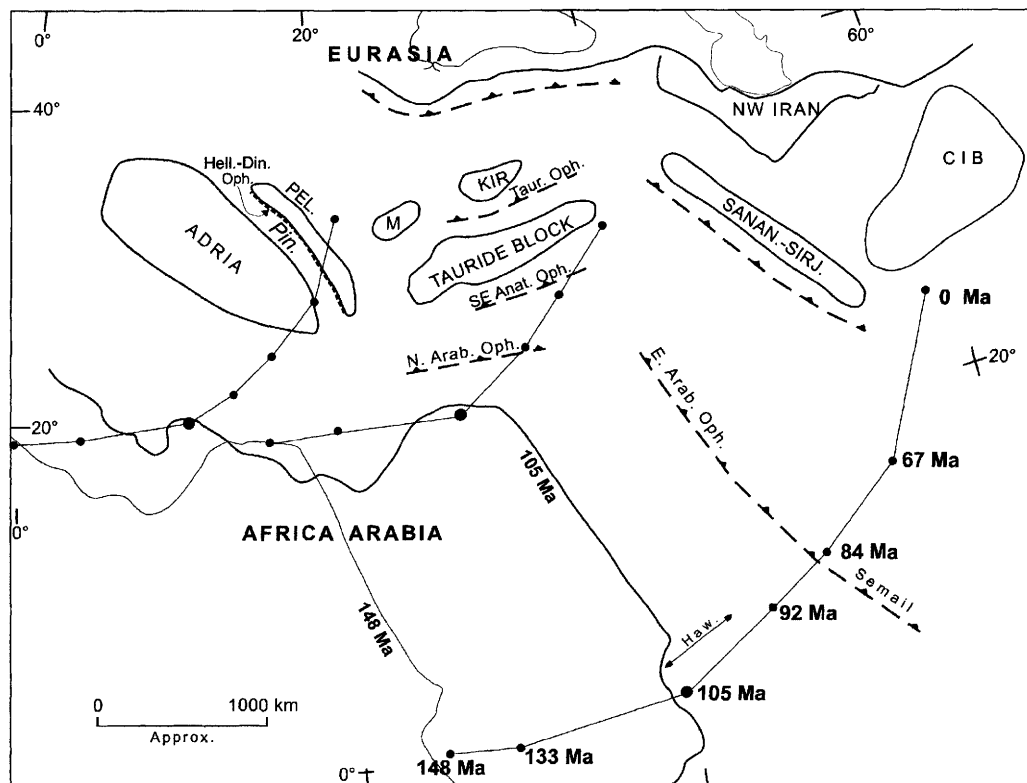 0°
20°
60°
EURASIA
40°
NW IRAN
CIB
Hell.-Din.
Oph.
PEL.
Pin.
ADRIA
M
KIR
Taur. Oph.
TAURIDE BLOCK
SE Anat. Oph.
SANAN.-SIRJ.
0 Ma
20°
N. Arab. Oph.
E. Arab. Oph.
20°
67 Ma
105 Ma
0°
AFRICA ARABIA
84 Ma
Semail
92 Ma
148 Ma
Haw.
105 Ma
0 1000 km
Approx.
148 Ma
133 Ma
0°